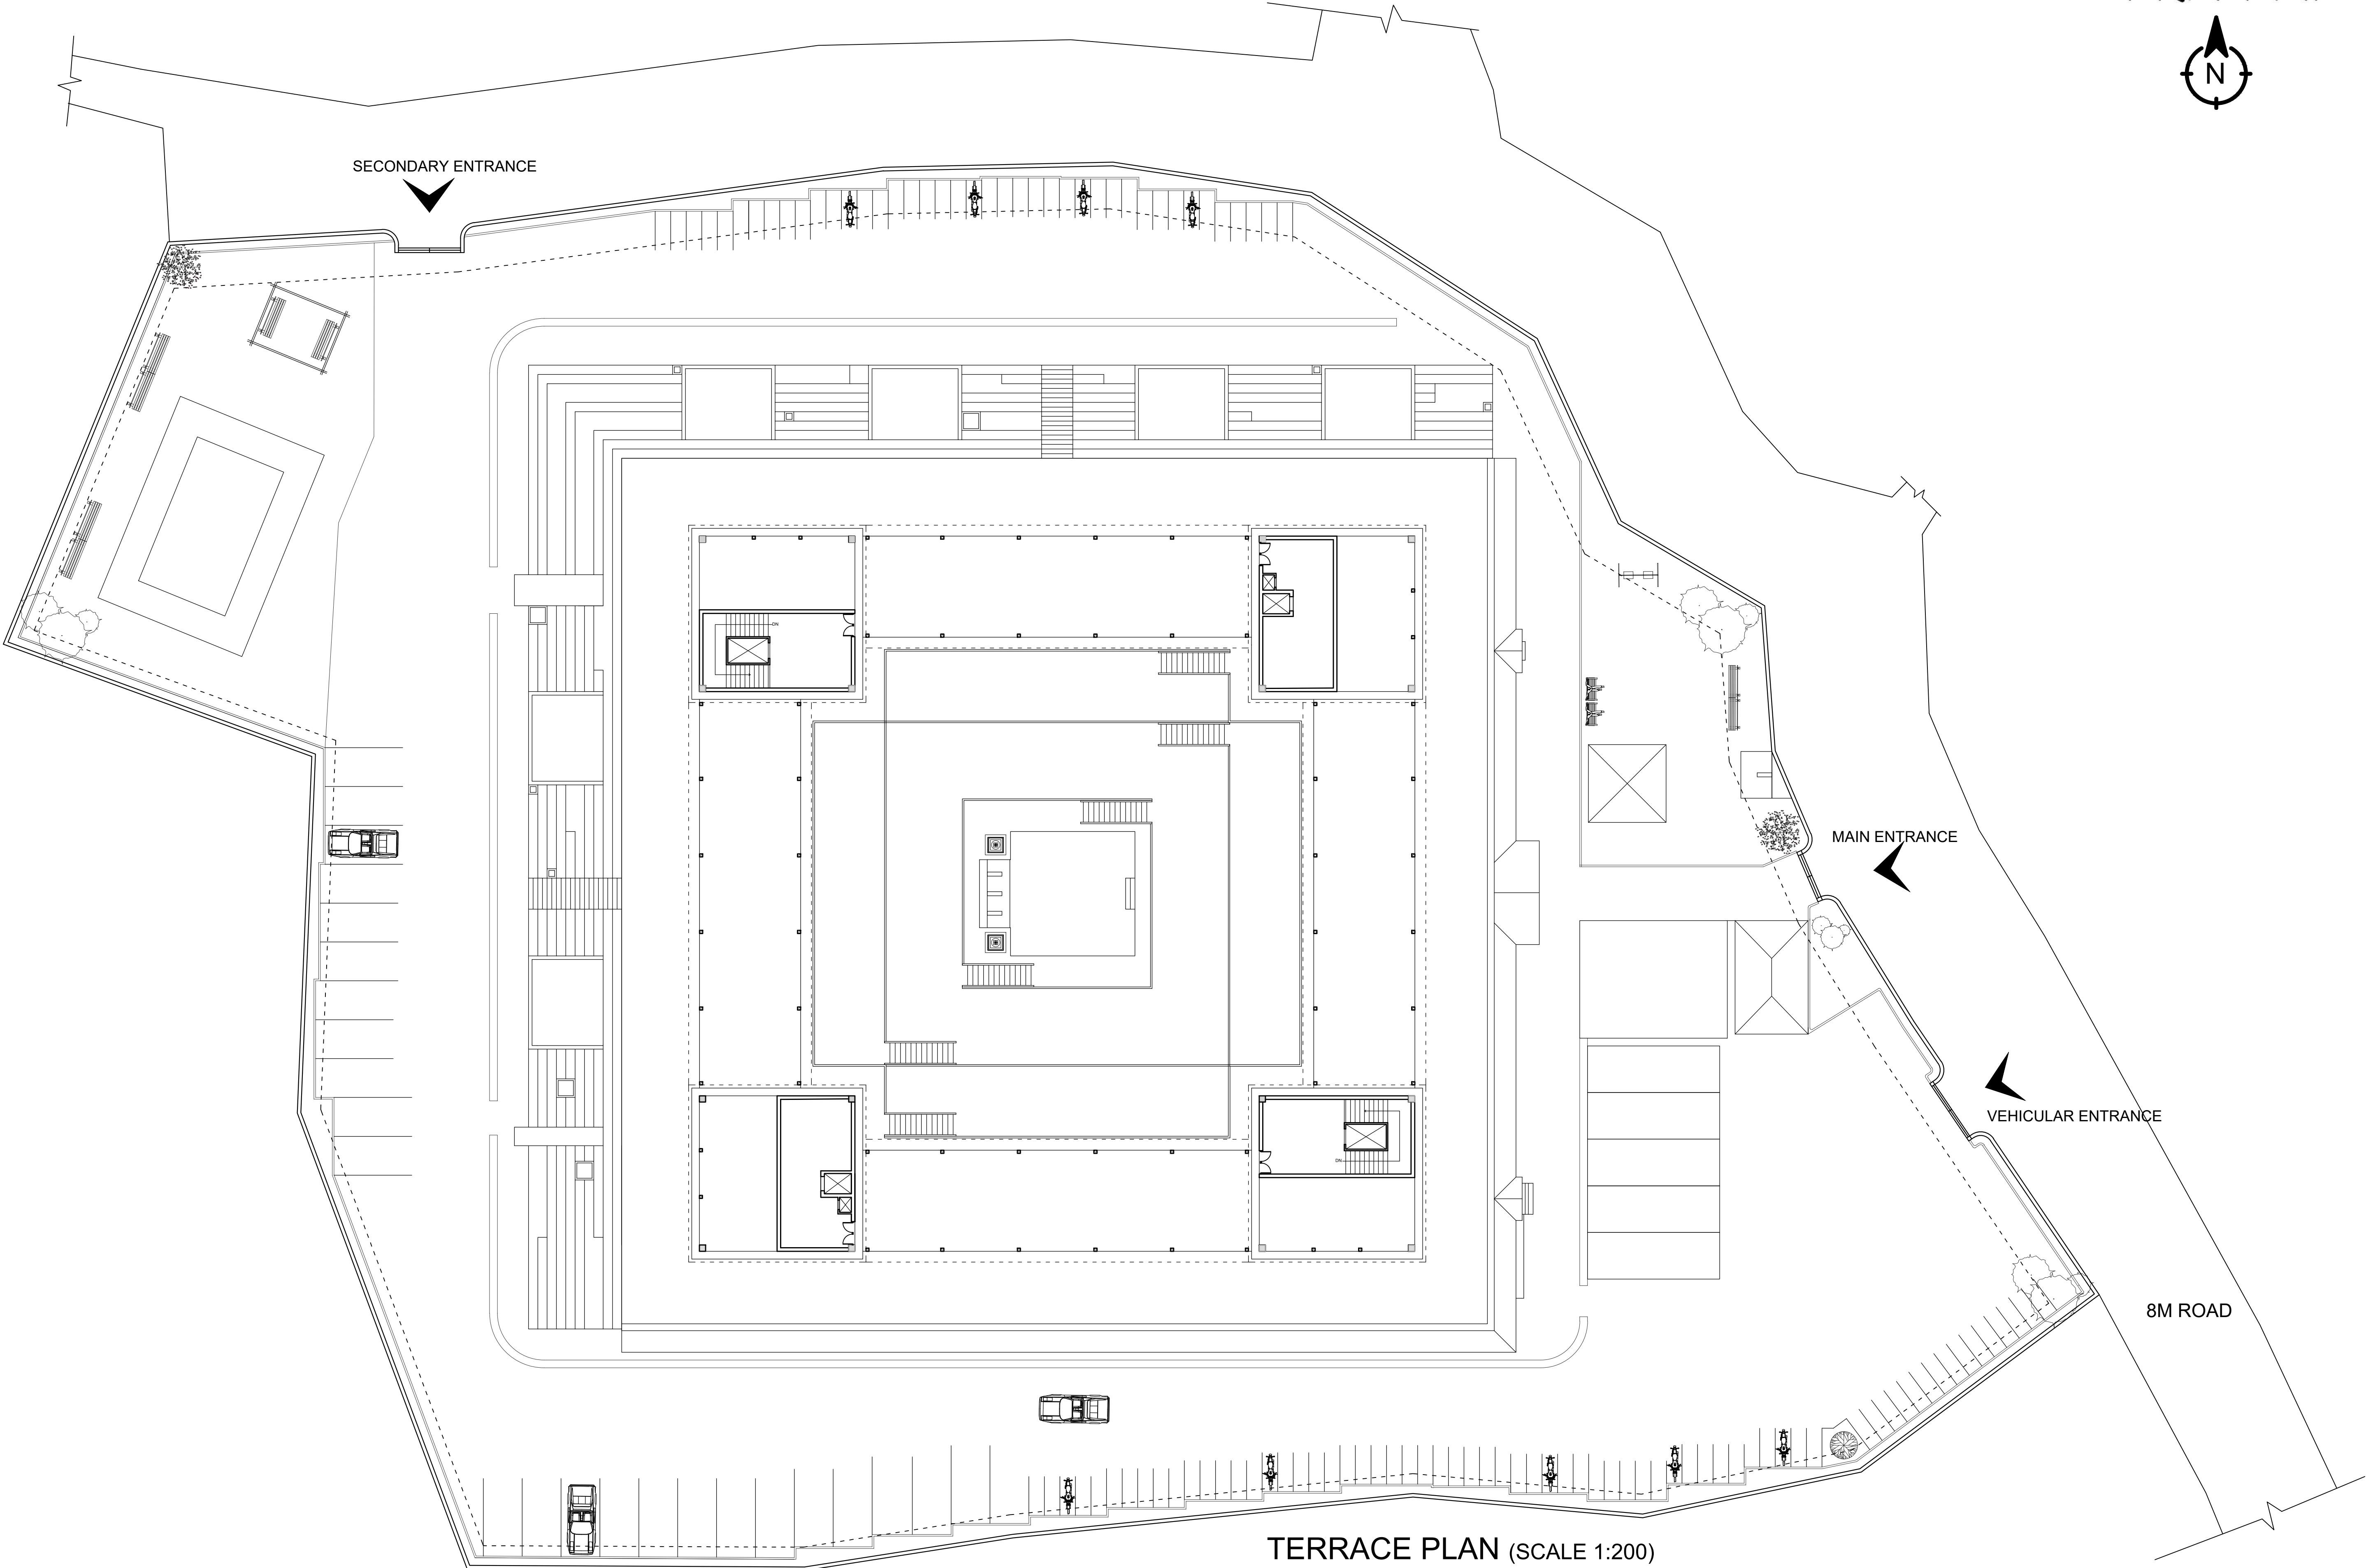 N
SECONDARY ENTRANCE
DN
MAIN ENTRANCE
VEHICULAR ENTRANCE
DN
8M ROAD
TERRACE PLAN (SCALE 1:200)